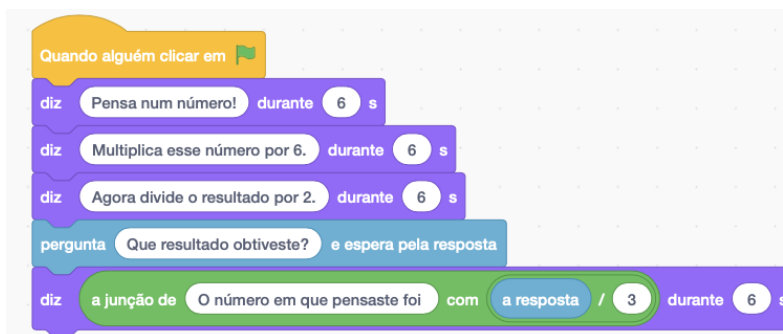 Quando alguém clicar em
diz Pensa num número! durante 6 s
diz Multiplica esse número por 6. durante 6 s
diz Agora divide o resultado por 2. durante 6 s
pergunta Que resultado obtiveste? e espera pela resposta
diz a junção de O número em que pensaste foi com a resposta / 3 durante 6 s